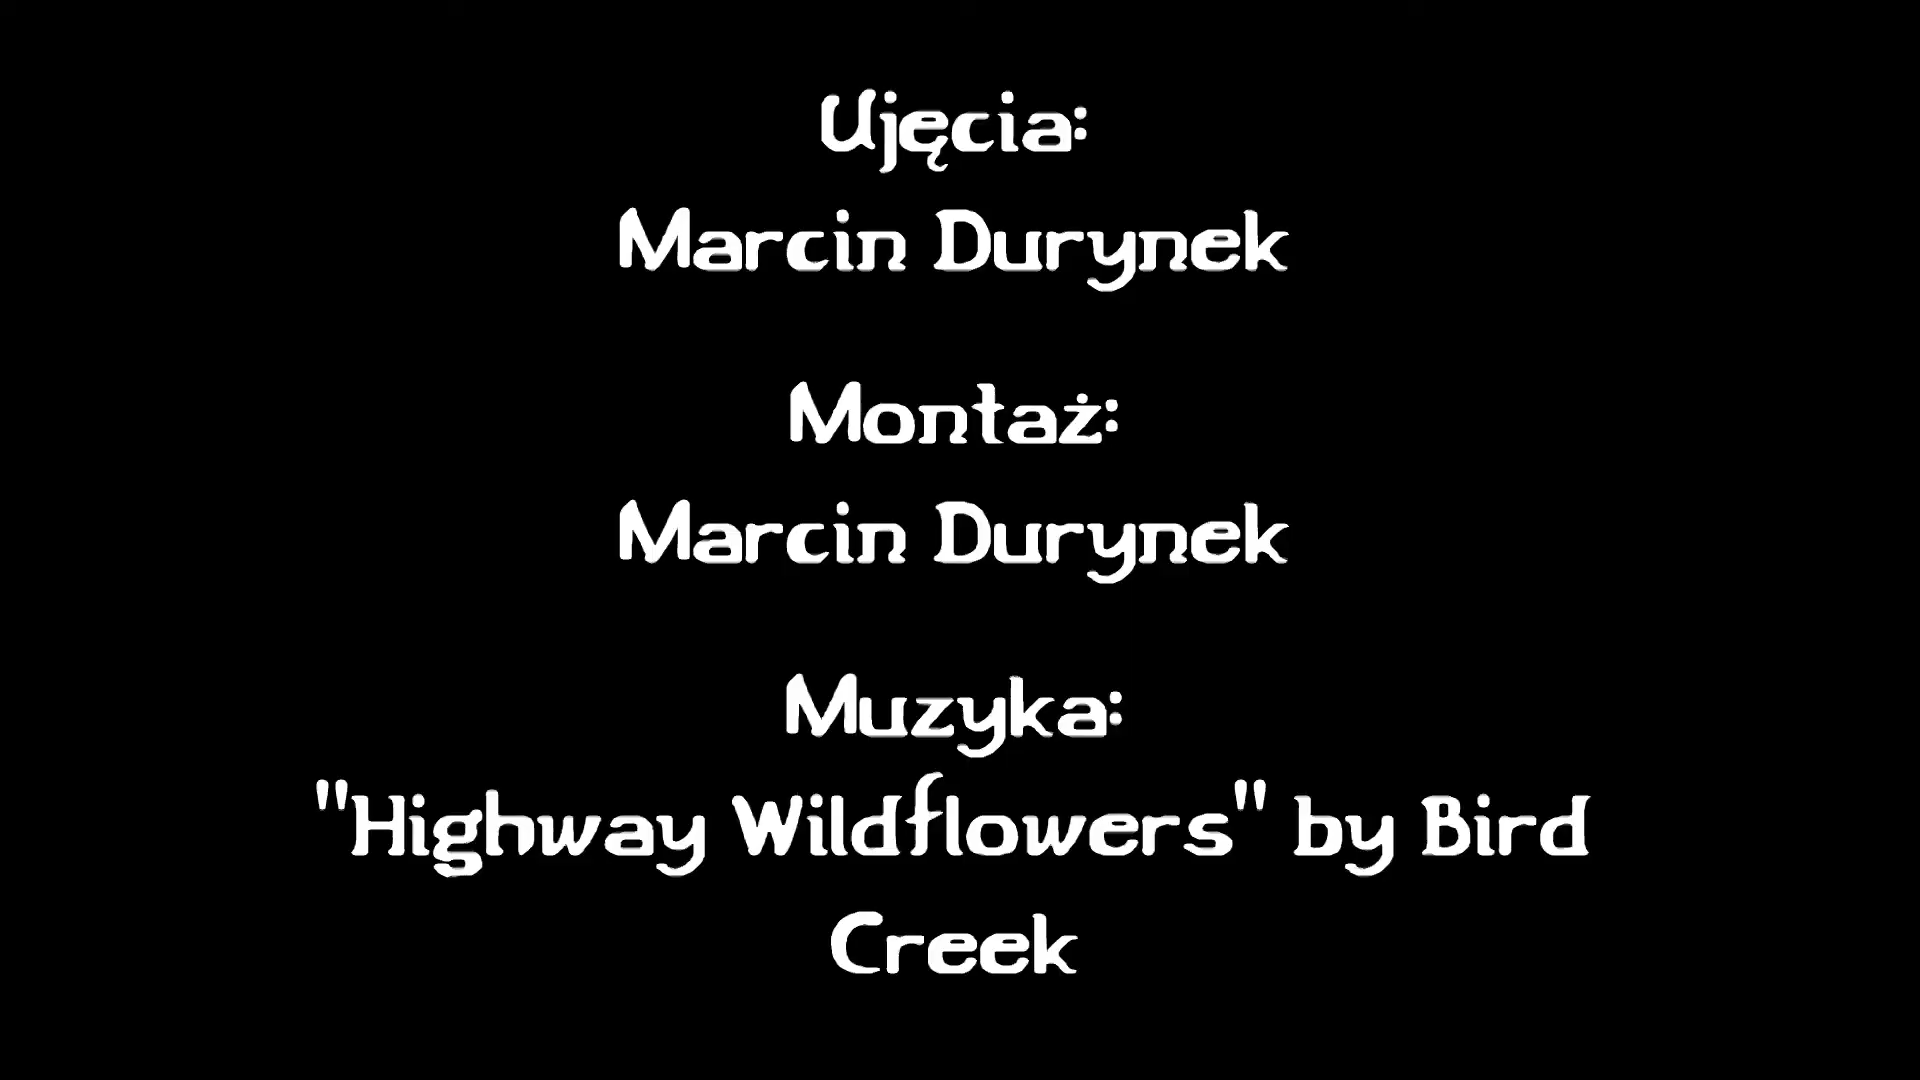 Ujęcia:
Marcin Durynek
Montaż:
Marcin Durynek
Muzyka:
"Highway Wildflowers" by Bird
Creek